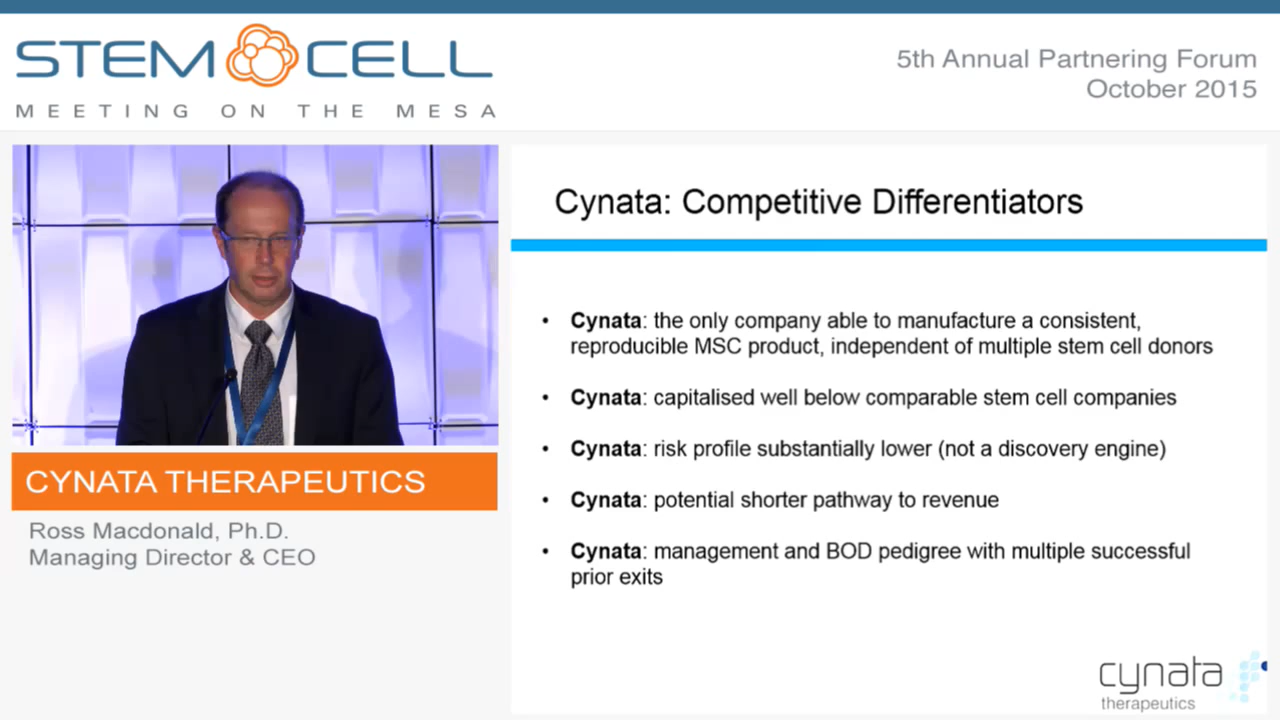 STEM CELL
MEETING ON THE MESA
5th Annual Partnering Forum
October 2015
CYNATA THERAPEUTICS
Ross Macdonald, Ph.D.
Managing Director & CEO
Cynata: Competitive Differentiators
• Cynata: the only company able to manufacture a consistent,
reproducible MSC product, independent of multiple stem cell donors
• Cynata: capitalised well below comparable stem cell companies
• Cynata: risk profile substantially lower (not a discovery engine)
• Cynata: potential shorter pathway to revenue
• Cynata: management and BOD pedigree with multiple successful
prior exits
cynata
therapeutics